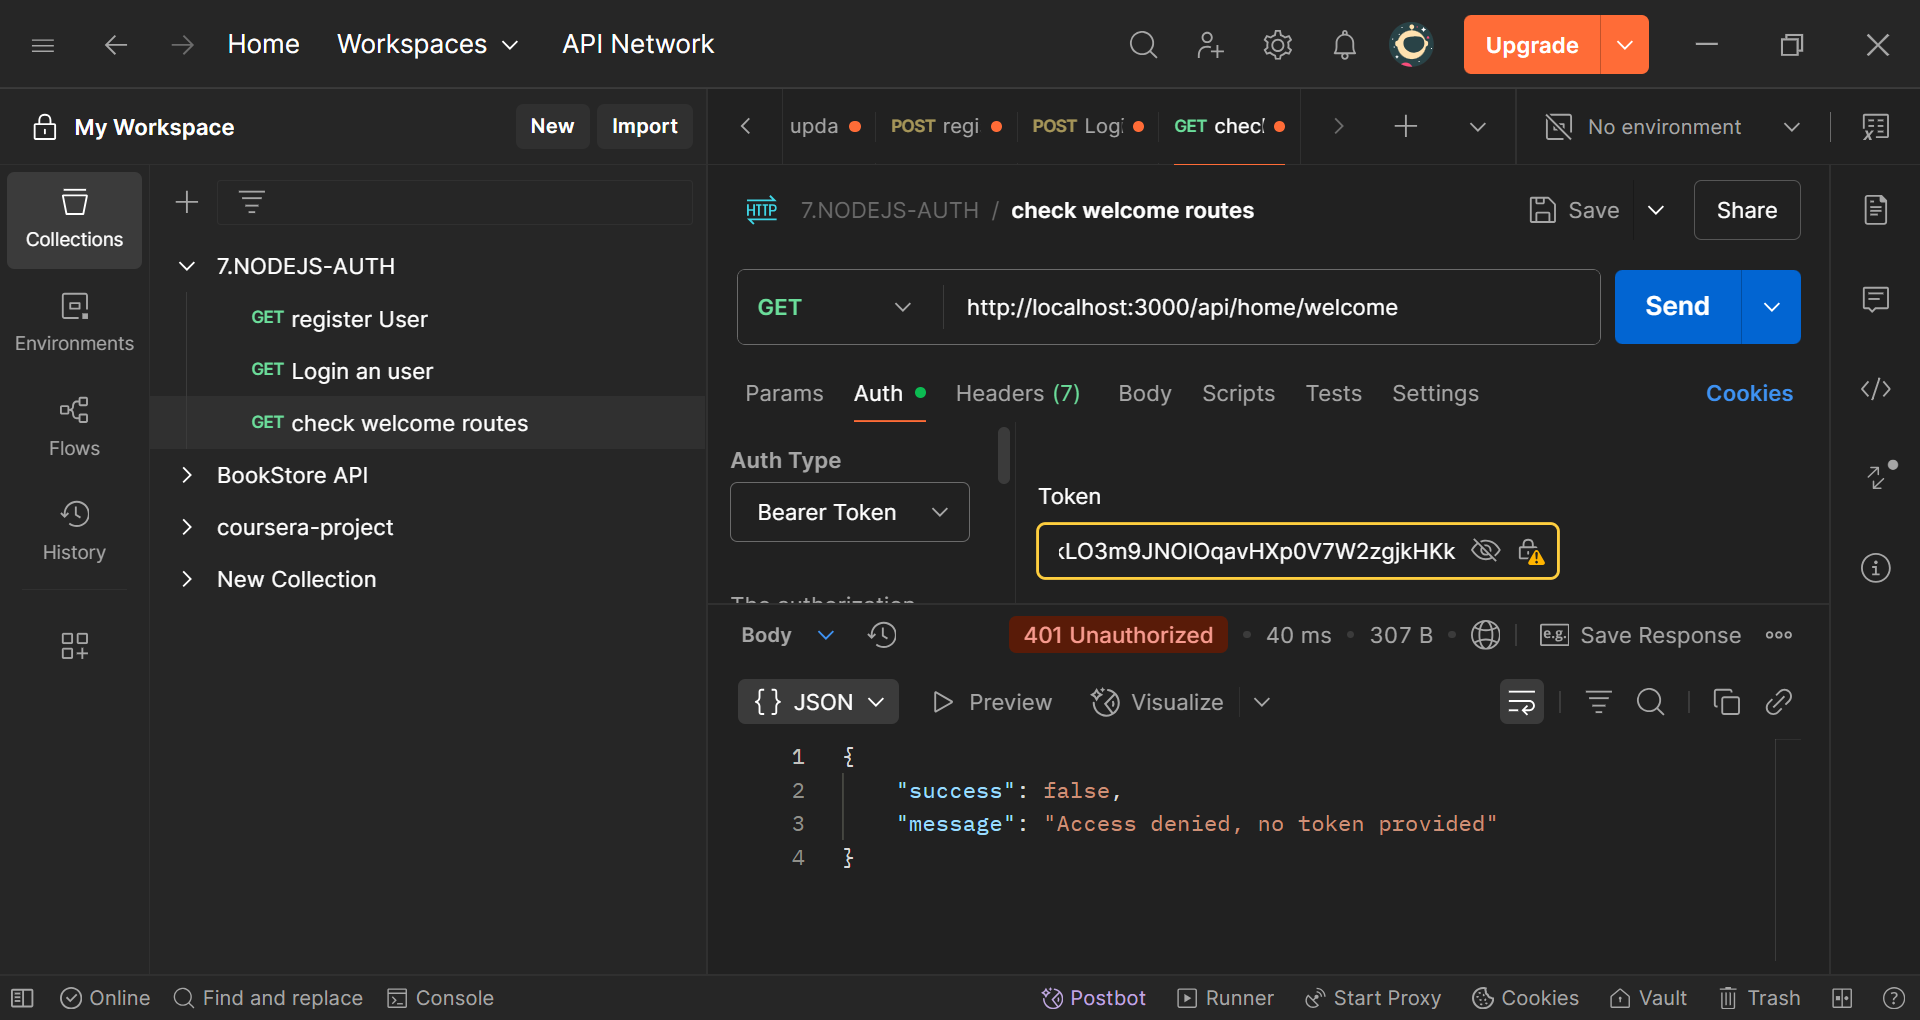 Home
Workspaces
API Network
Upgrade
My Workspace
New
Import
upda
POST regi
POST Logi
GET check
No environment
Collections
Environments
Flows
History
7.NODEJS-AUTH
GET register User
GET Login an user
GET check welcome routes
BookStore API
coursera-project
New Collection
HTTP
7.NODEJS-AUTH / check welcome routes
Save
Share
GET
http://localhost:3000/api/home/welcome
Send
Params
Auth
Headers (7)
Body
Scripts
Tests
Settings
Cookies
Auth Type
Bearer Token
The authorization
Token
kLO3m9JNOIOqavHXp0V7W2zgjkHKk
Body
401 Unauthorized
40 ms
307 B
e.g.
Save Response
{} JSON
Preview
Visualize
1 {
2 "success": false,
3 "message": "Access denied, no token provided"
4 }
Online
Find and replace
Console
Postbot
Runner
Start Proxy
Cookies
Vault
Trash